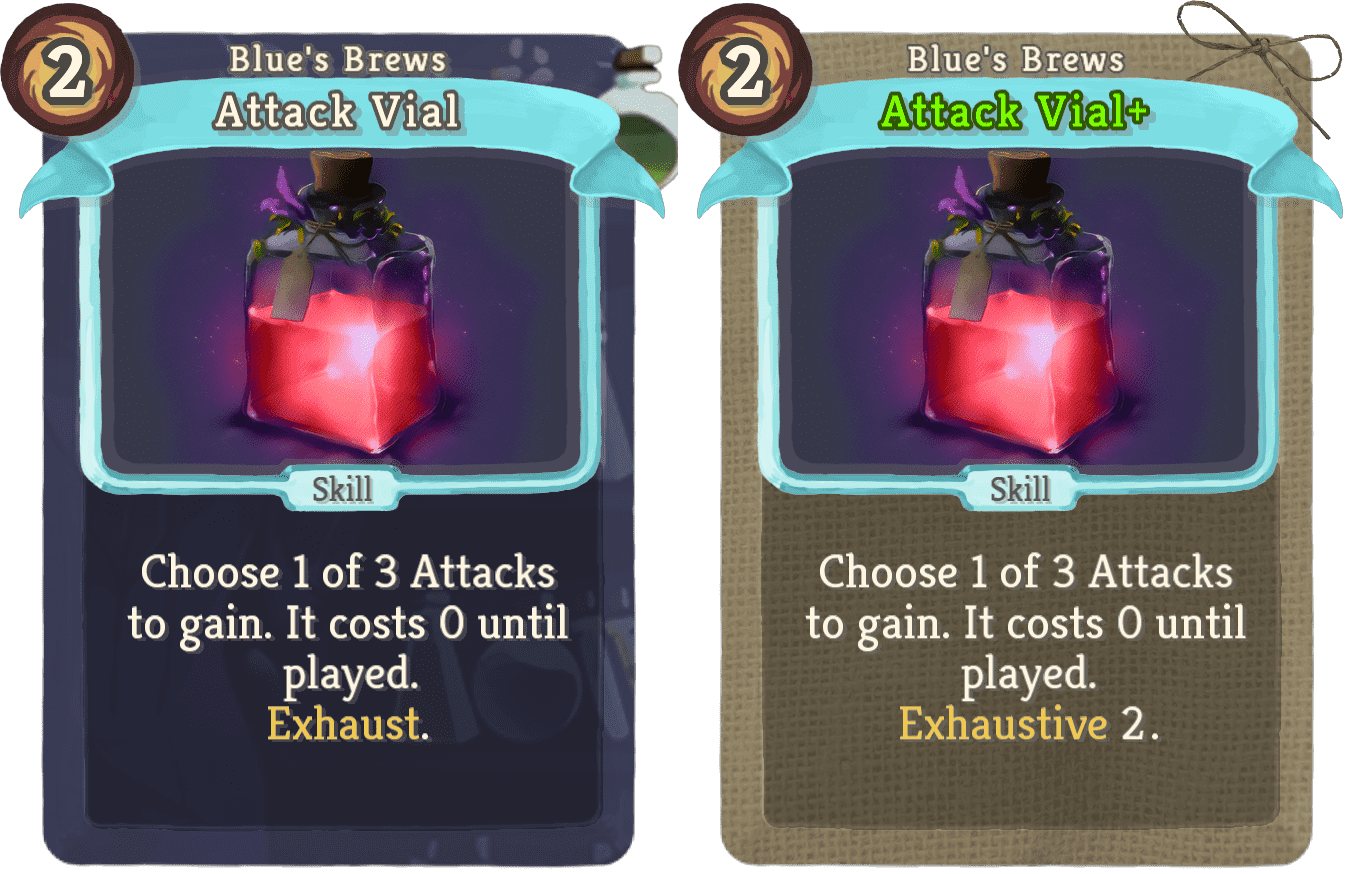 2
Blue's Brews
Attack Vial
Skill
Choose 1 of 3 Attacks
to gain. It costs 0 until
played.
Exhaust.
2
Blue's Brews
Attack Vial+
Skill
Choose 1 of 3 Attacks
to gain. It costs 0 until
played.
Exhaustive 2.